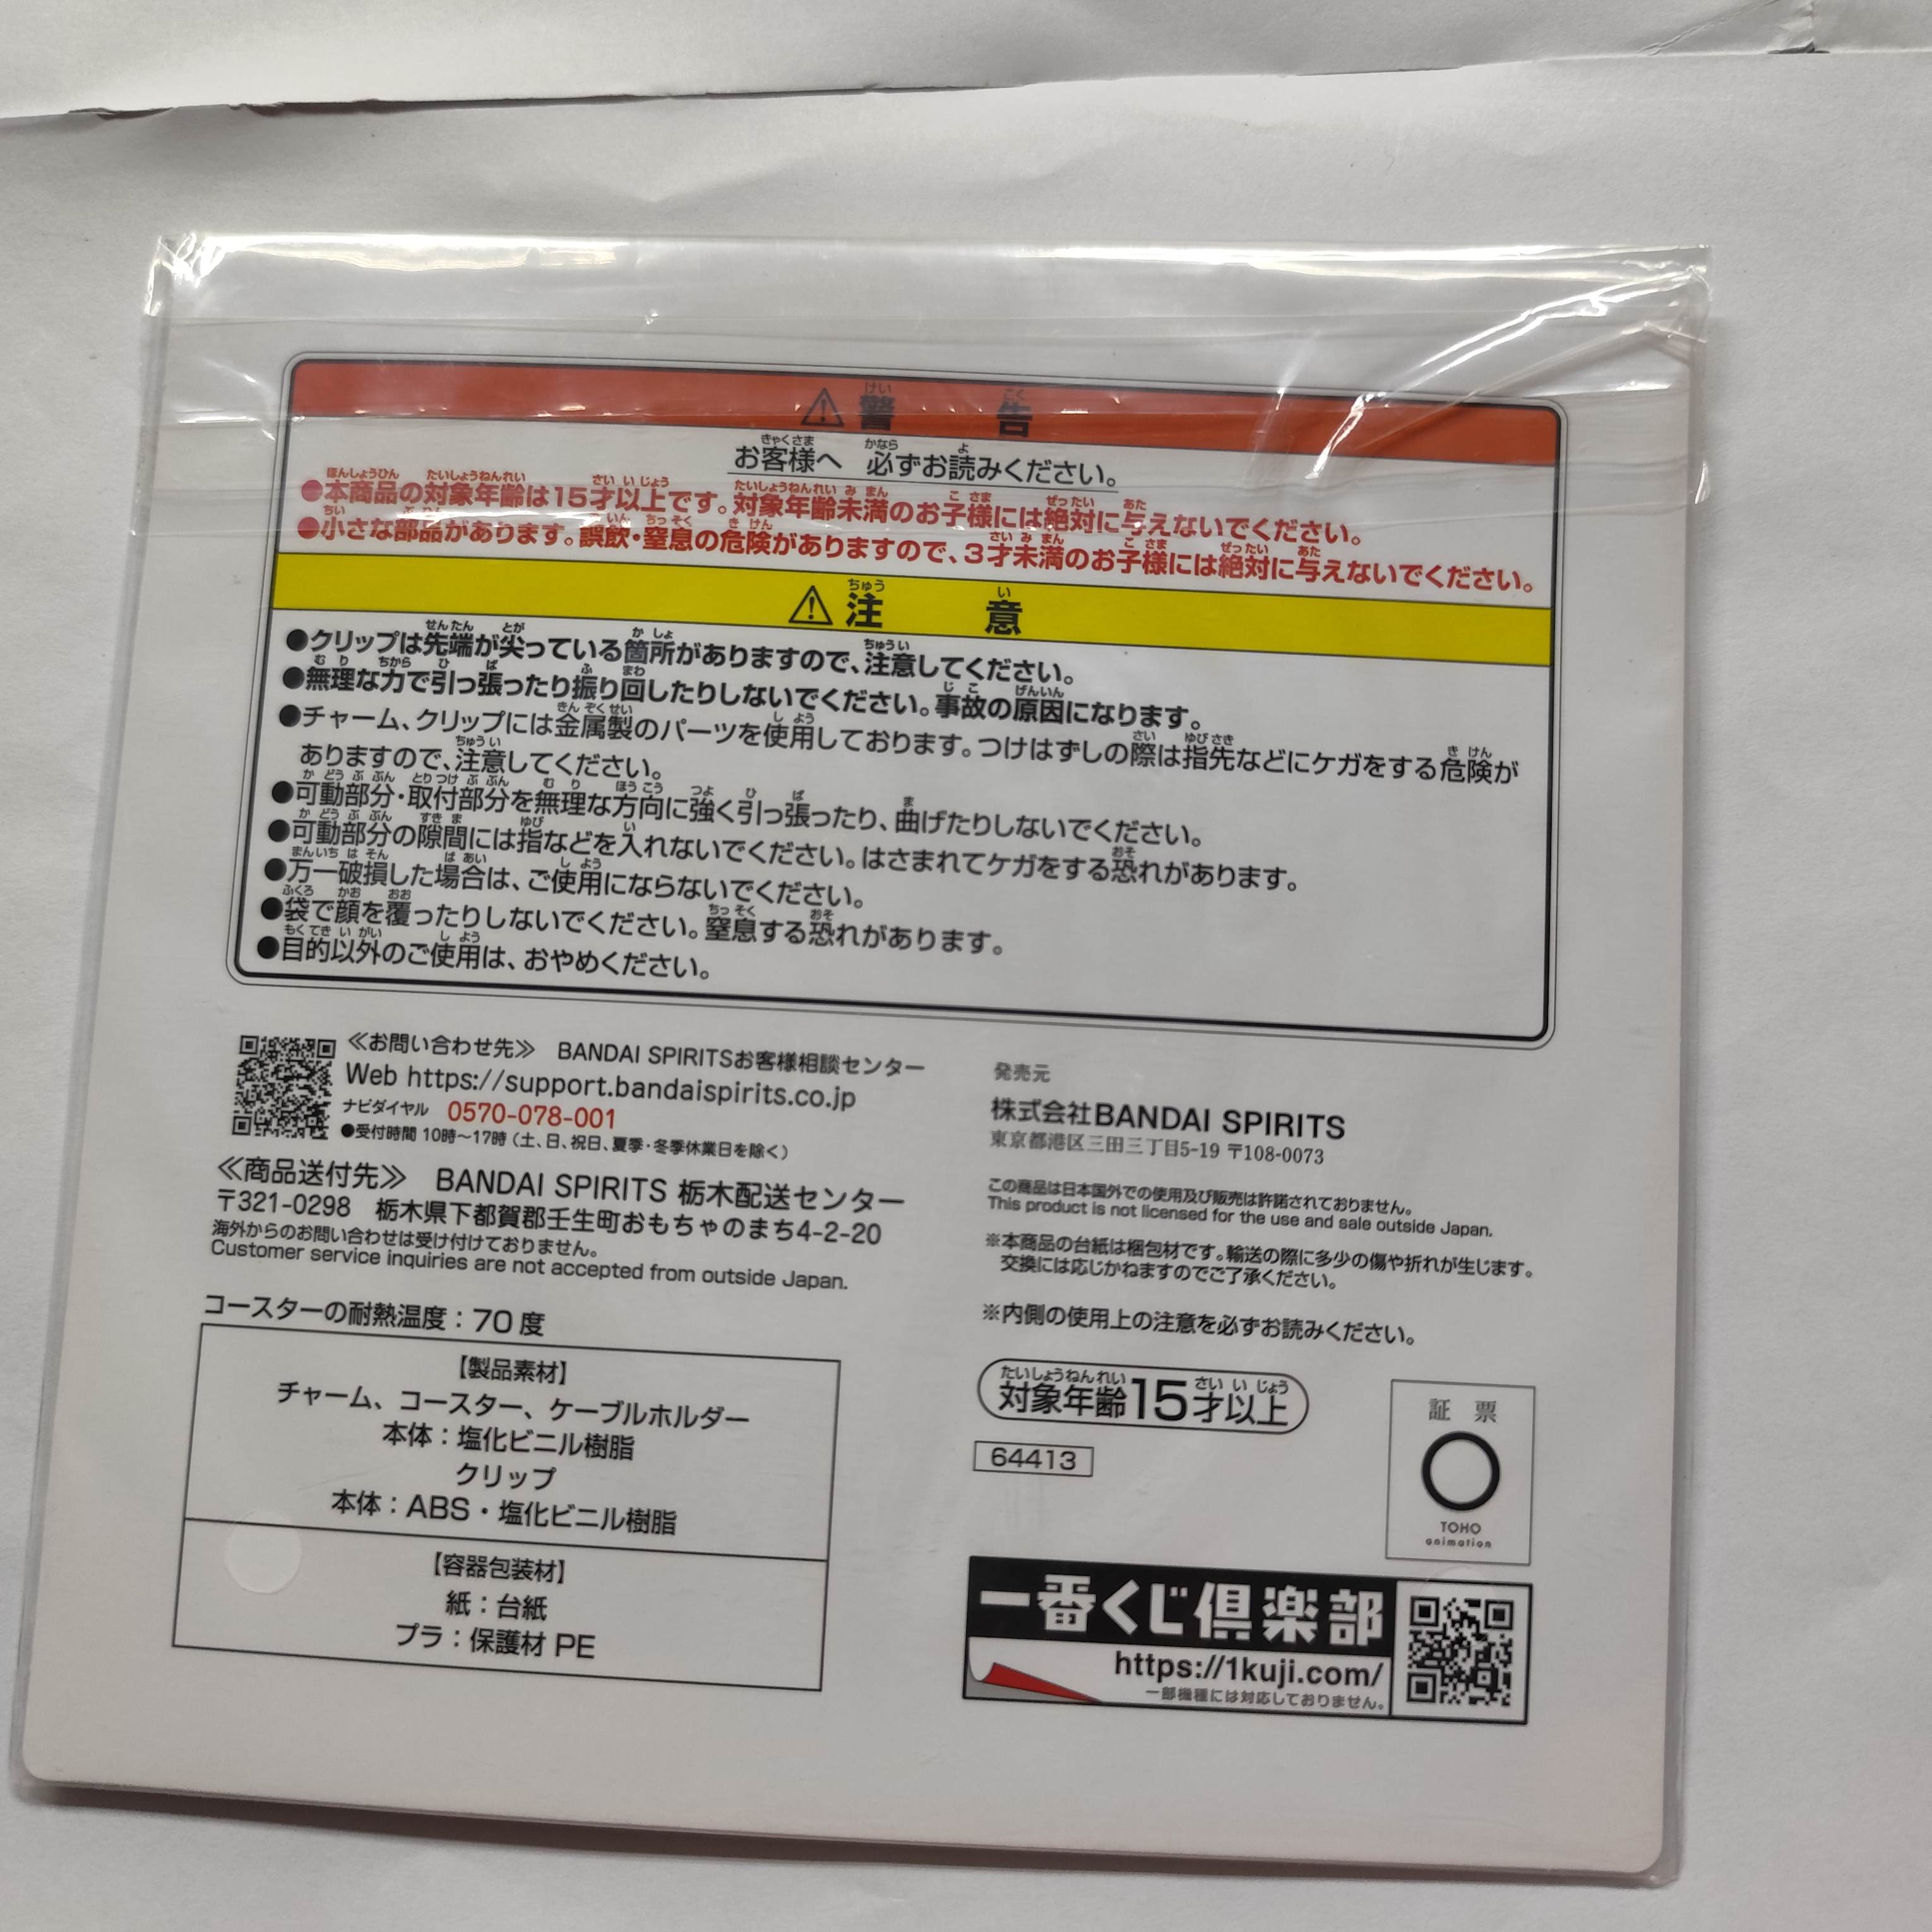 ⚠警告
お客様へ 必ずお読みください。
●本商品の対象年齢は15才以上です。対象年齢未満のお子様には絶対に与えないでください。
●小さな部品があります。誤飲・窒息の危険がありますので、3才未満のお子様には絶対に与えないでください。
⚠注意
●クリップは先端が尖っている箇所がありますので、注意してください。
●無理な力で引っ張ったり振り回したりしないでください。事故の原因になります。
●チャーム、クリップには金属製のパーツを使用しております。つけはずしの際は指先などにケガをする危険が
ありますので、注意してください。
●可動部分・取付部分を無理な方向に強く引っ張ったり、曲げたりしないでください。
●可動部分の隙間には指などを入れないでください。はさまれてケガをする恐れがあります。
●万一破損した場合は、ご使用にならないでください。
●袋で顔を覆ったりしないでください。窒息する恐れがあります。
●目的以外のご使用は、おやめください。
≪お問い合わせ先≫ BANDAI SPIRITSお客様相談センター
Web https://support.bandaispirits.co.jp
ナビダイヤル 0570-078-001
●受付時間 10時〜17時（土、日、祝日、夏季・冬季休業日を除く）
≪商品送付先≫ BANDAI SPIRITS 栃木配送センター
〒321-0298 栃木県下都賀郡壬生町おもちゃのまち4-2-20
海外からのお問い合わせは受け付けておりません。
Customer service inquiries are not accepted from outside Japan.
コースターの耐熱温度：70度
【製品素材】
チャーム、コースター、ケーブルホルダー
本体：塩化ビニル樹脂
クリップ
本体：ABS・塩化ビニル樹脂
【容器包装材】
紙：台紙
プラ：保護材 PE
発売元
株式会社BANDAI SPIRITS
東京都港区三田三丁目5-19 〒108-0073
この商品は日本国外での使用及び販売は許諾されておりません。
This product is not licensed for the use and sale outside Japan.
※本商品の台紙は梱包材です。輸送の際に多少の傷や折れが生じます。
交換には応じかねますのでご了承ください。
※内側の使用上の注意を必ずお読みください。
対象年齢15才以上
64413
証票
TOHO
animation
一番くじ倶楽部
https://1kuji.com/
一部機種には対応しておりません。